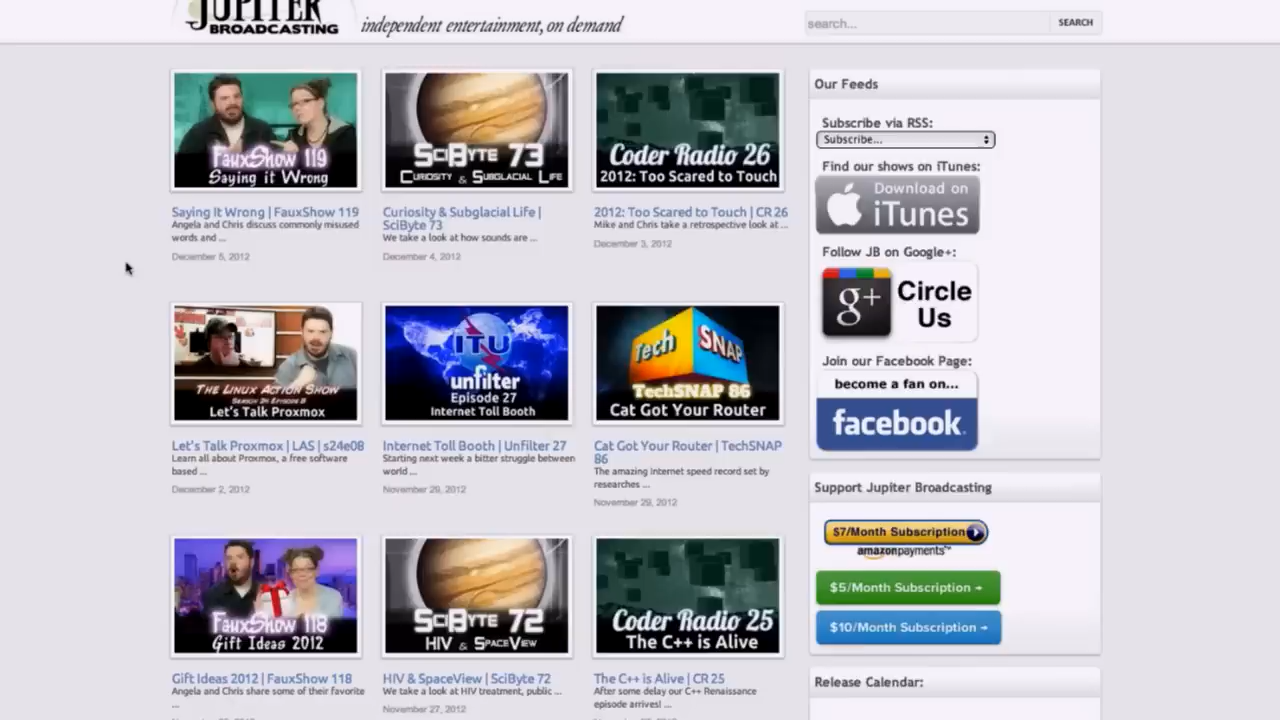 JUPITER
BROADCASTING
independent entertainment, on demand
search...
SEARCH
FauxShow 119
Saying it Wrong
Saying It Wrong | FauxShow 119
Angela and Chris discuss commonly misused
words and ...
December 5, 2012
SciByte 73
Curiosity & Subglacial Life
Curiosity & Subglacial Life |
SciByte 73
We take a look at how sounds are ...
December 4, 2012
Coder Radio 26
2012: Too Scared to Touch
2012: Too Scared to Touch | CR 26
Mike and Chris take a retrospective look at ...
December 3, 2012
The Linux Action Show
Season 24 Episode 8
Let's Talk Proxmox
Let's Talk Proxmox | LAS | s24e08
Learn all about Proxmox, a free software
based ...
December 2, 2012
ITU
unfilter
Episode 27
Internet Toll Booth
Internet Toll Booth | Unfilter 27
Starting next week a bitter struggle between
world ...
November 29, 2012
Tech SNAP
TechSNAP 86
Cat Got Your Router
Cat Got Your Router | TechSNAP
86
The amazing Internet speed record set by
researches ...
November 29, 2012
FauxShow 118
Gift Ideas 2012
Gift Ideas 2012 | FauxShow 118
Angela and Chris share some of their favorite
...
SciByte 72
HIV & SpaceView
HIV & SpaceView | SciByte 72
We take a look at HIV treatment, public ...
November 27, 2012
Coder Radio 25
The C++ is Alive
The C++ is Alive | CR 25
After some delay our C++ Renaissance
episode arrives! ...
Our Feeds
Subscribe via RSS:
Subscribe...
Find our shows on iTunes:
Download on
iTunes
Follow JB on Google+:
g+
Circle
Us
Join our Facebook Page:
become a fan on...
facebook.
Support Jupiter Broadcasting
$7/Month Subscription
amazonpayments™
$5/Month Subscription →
$10/Month Subscription →
Release Calendar: